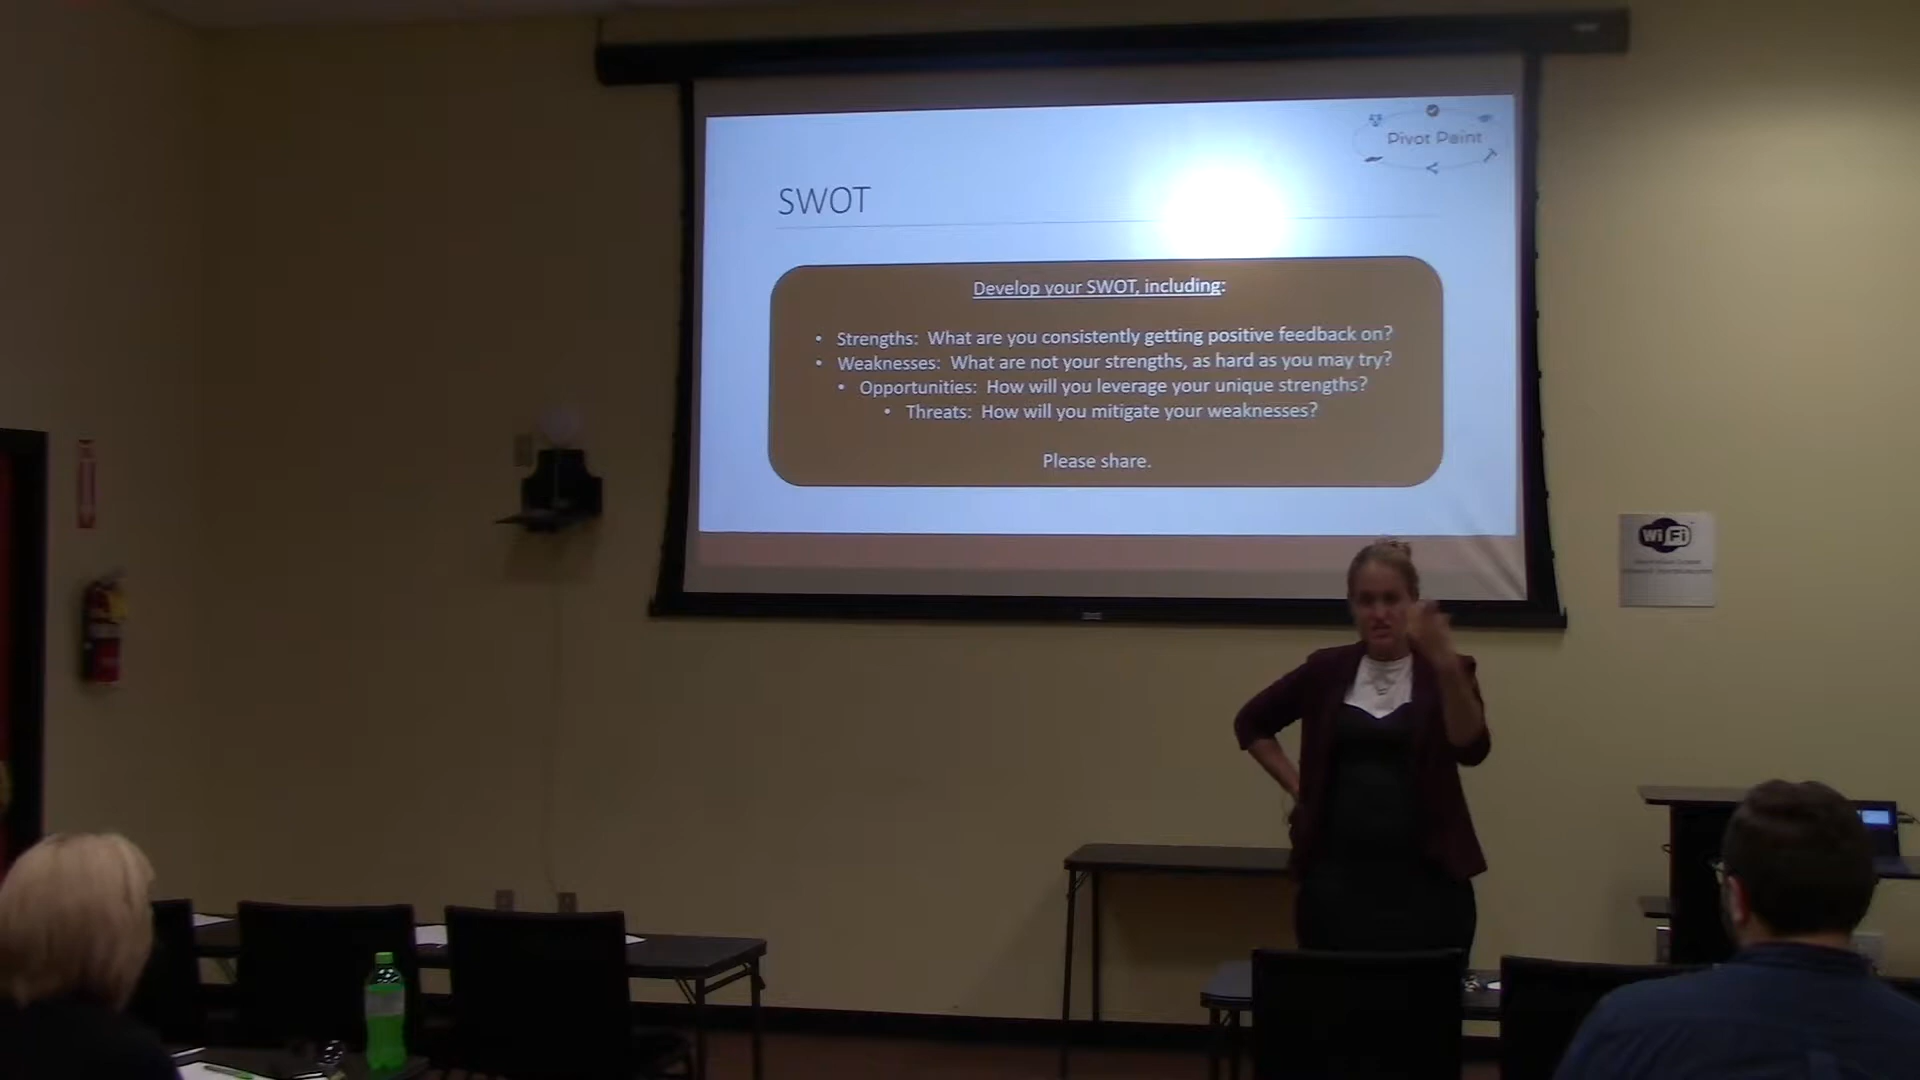 Pivot Point
SWOT
Develop your SWOT, including:
• Strengths: What are you consistently getting positive feedback on?
• Weaknesses: What are not your strengths, as hard as you may try?
• Opportunities: How will you leverage your unique strengths?
• Threats: How will you mitigate your weaknesses?
Please share.
Wi Fi